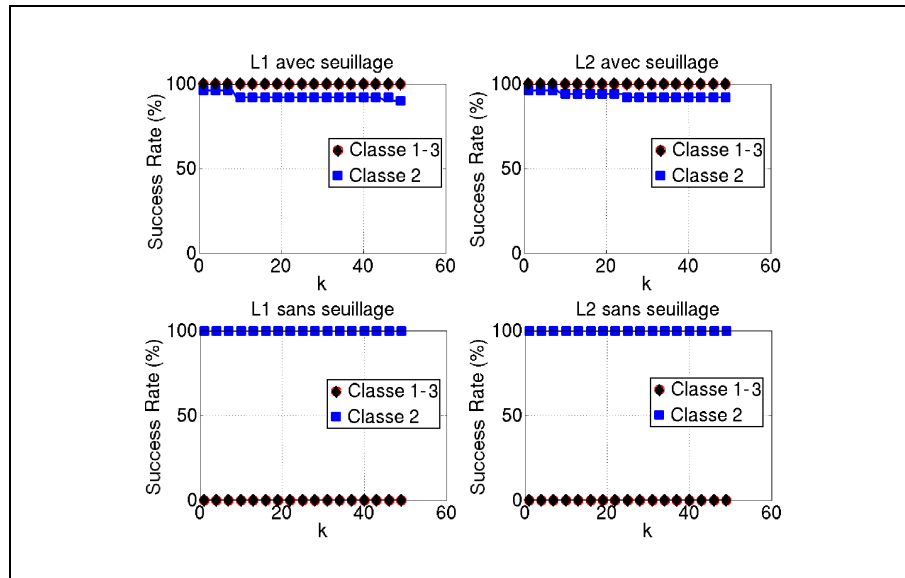 L1 avec seuillage
100
50
0
Success Rate (%)
Classe 1-3
Classe 2
0 20 40 60
k
L2 avec seuillage
100
50
0
Success Rate (%)
Classe 1-3
Classe 2
0 20 40 60
k
L1 sans seuillage
100
50
0
Success Rate (%)
Classe 1-3
Classe 2
0 20 40 60
k
L2 sans seuillage
100
50
0
Success Rate (%)
Classe 1-3
Classe 2
0 20 40 60
k